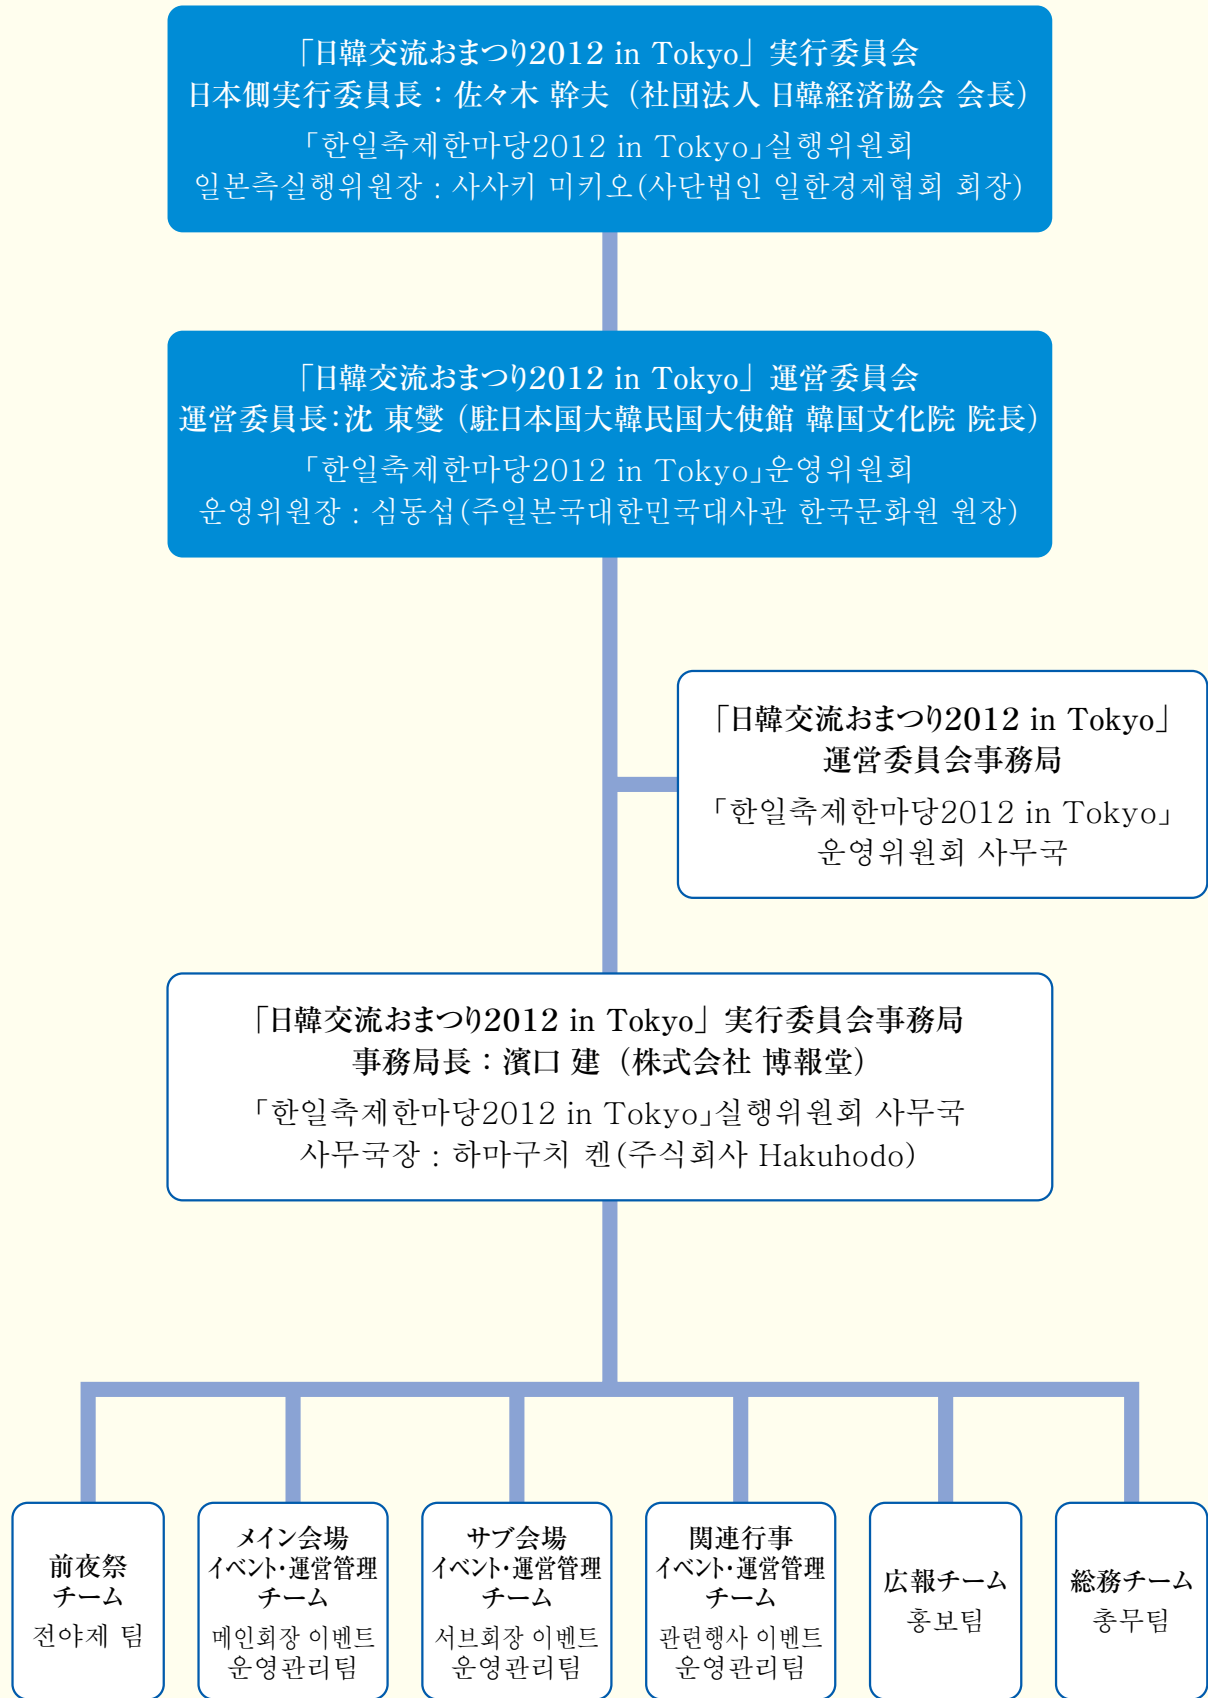 「日韓交流おまつり2012 in Tokyo」実行委員会
日本側実行委員長：佐々木 幹夫（社団法人 日韓経済協会 会長）
「한일축제한마당2012 in Tokyo」실행위원회
일본측실행위원장 : 사사키 미키오(사단법인 일한경제협회 회장)
「日韓交流おまつり2012 in Tokyo」運営委員会
運営委員長：沈 東燮（駐日本国大韓民国大使館 韓国文化院 院長）
「한일축제한마당2012 in Tokyo」운영위원회
운영위원장 : 심동섭(주일본국대한민국대사관 한국문화원 원장)
「日韓交流おまつり2012 in Tokyo」
運営委員会事務局
「한일축제한마당2012 in Tokyo」
운영위원회 사무국
「日韓交流おまつり2012 in Tokyo」実行委員会事務局
事務局長：濱口 建（株式会社 博報堂）
「한일축제한마당2012 in Tokyo」실행위원회 사무국
사무국장 : 하마구치 켄(주식회사 Hakuhodo)
前夜祭
チーム
전야제 팀
メイン会場
イベント・運営管理
チーム
메인회장 이벤트
운영관리팀
サブ会場
イベント・運営管理
チーム
서브회장 이벤트
운영관리팀
関連行事
イベント・運営管理
チーム
관련행사 이벤트
운영관리팀
広報チーム
홍보팀
総務チーム
총무팀